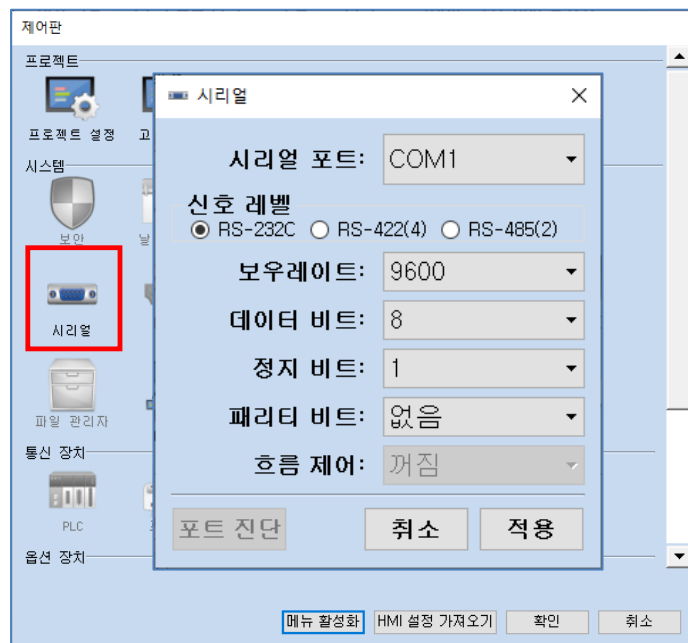 제어판
프로젝트
프로젝트 설정
고
시스템
보안
날
시리얼
파일 관리자
통신 장치
PLC
옵션 장치
시리얼
시리얼 포트: COM1
신호 레벨
RS-232C RS-422(4) RS-485(2)
보우레이트: 9600
데이터 비트: 8
정지 비트: 1
패리티 비트: 없음
흐름 제어: 꺼짐
포트 진단 취소 적용
메뉴 활성화 HMI 설정 가져오기 확인 취소